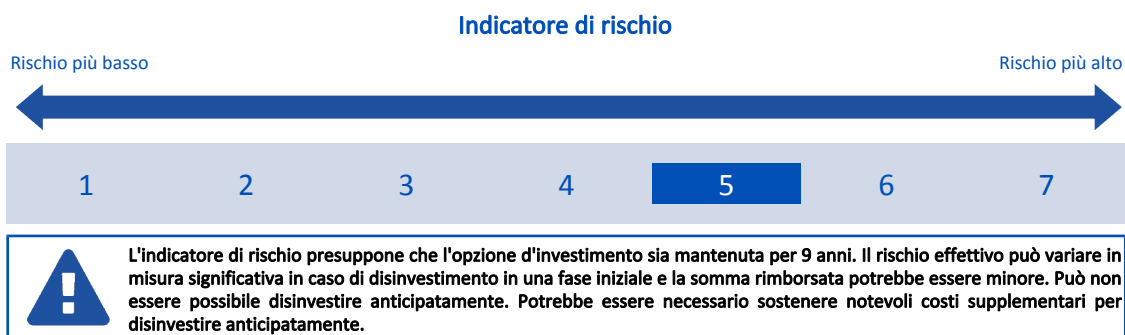 Indicatore di rischio
Rischio più basso
Rischio più alto
1 2 3 4 5 6 7
L'indicatore di rischio presuppone che l'opzione d'investimento sia mantenuta per 9 anni. Il rischio effettivo può variare in
misura significativa in caso di disinvestimento in una fase iniziale e la somma rimborsata potrebbe essere minore. Può non
essere possibile disinvestire anticipatamente. Potrebbe essere necessario sostenere notevoli costi supplementari per
disinvestire anticipatamente.